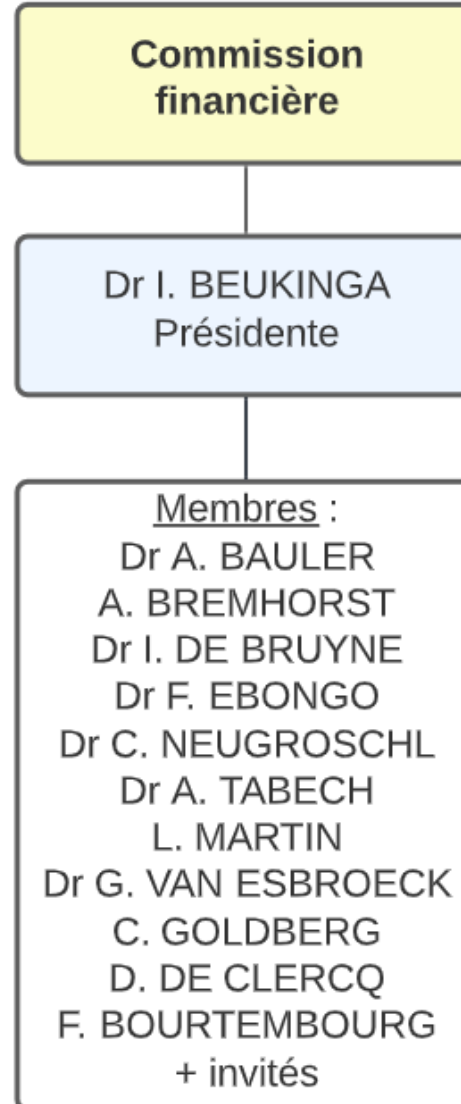 Commission
financière
Dr I. BEUKINGA
Présidente
Membres :
Dr A. BAULER
A. BREMHORST
Dr I. DE BRUYNE
Dr F. EBONGO
Dr C. NEUGROSCHL
Dr A. TABECH
L. MARTIN
Dr G. VAN ESBROECK
C. GOLDBERG
D. DE CLERCQ
F. BOURTEMBOURG
+ invités